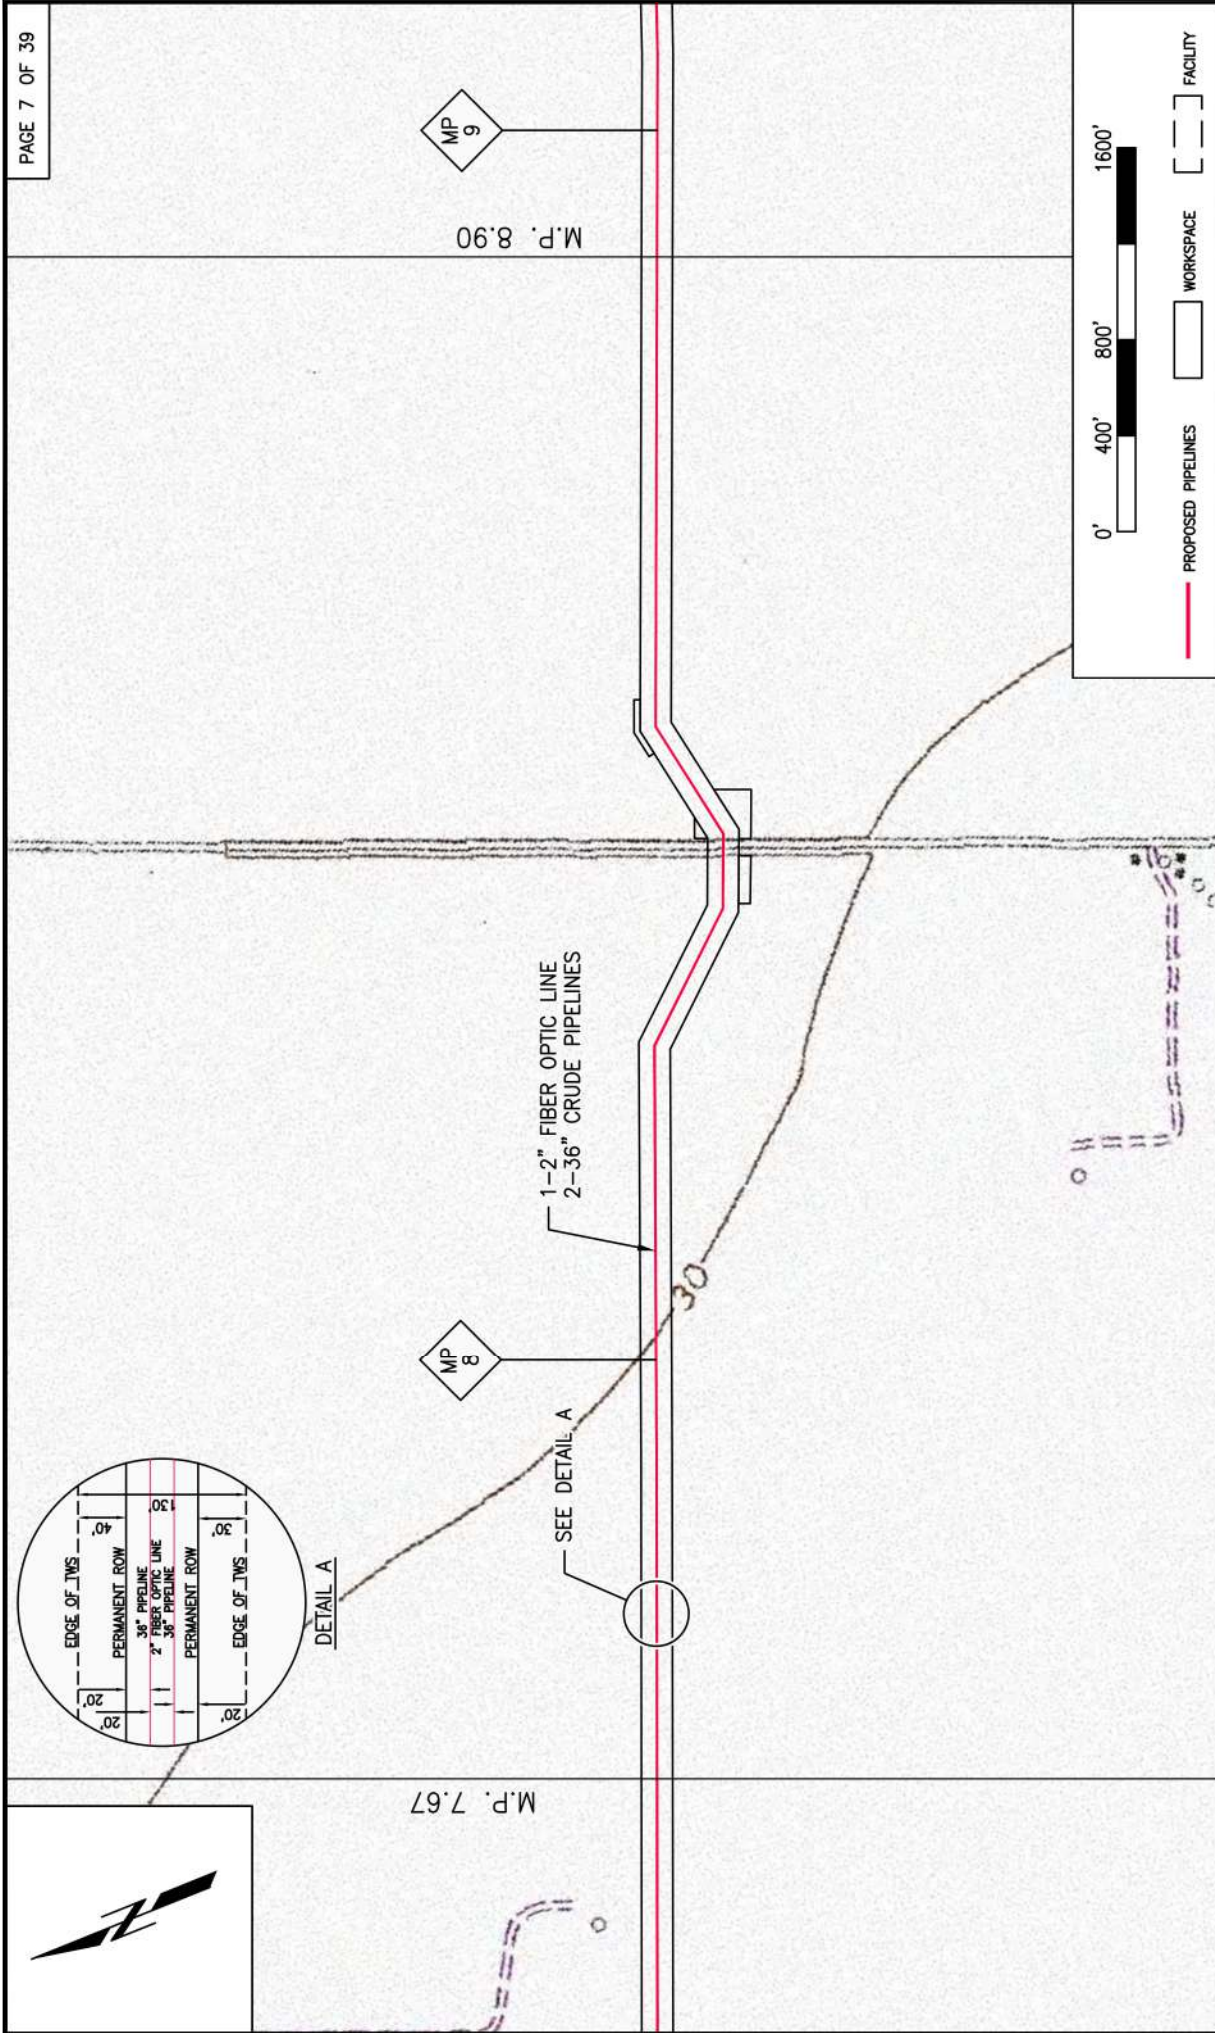 PAGE 7 OF 39
EDGE OF TWS
PERMANENT ROW
36" PIPELINE
2" FIBER OPTIC LINE
36" PIPELINE
PERMANENT ROW
EDGE OF TWS
20'
20'
20'
40'
130'
30'
DETAIL A
MP
8
MP
9
M.P. 7.67
M.P. 8.90
SEE DETAIL A
1-2" FIBER OPTIC LINE
2-36" CRUDE PIPELINES
30
0'
400'
800'
1600'
PROPOSED PIPELINES
WORKSPACE
FACILITY
N